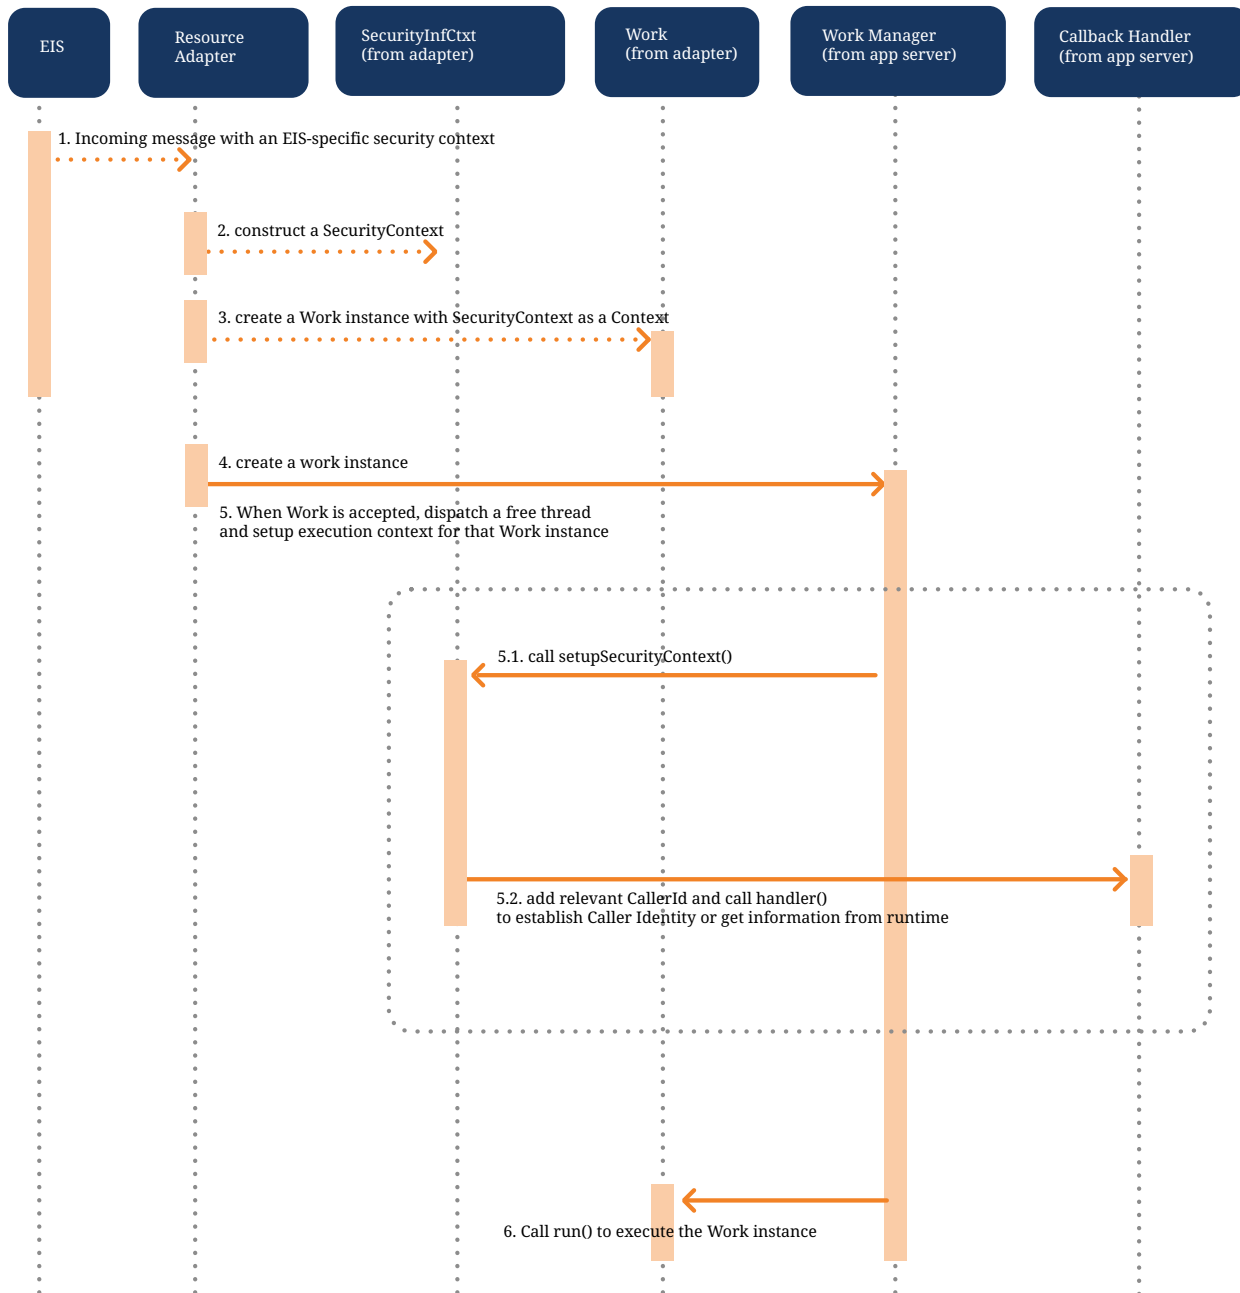 EIS
Resource
Adapter
SecurityInfCtxt
(from adapter)
Work
(from adapter)
Work Manager
(from app server)
Callback Handler
(from app server)
1. Incoming message with an EIS-specific security context
2. construct a SecurityContext
3. create a Work instance with SecurityContext as a Context
4. create a work instance
5. When Work is accepted, dispatch a free thread
and setup execution context for that Work instance
5.1. call setupSecurityContext()
5.2. add relevant CallerId and call handler()
to establish Caller Identity or get information from runtime
6. Call run() to execute the Work instance